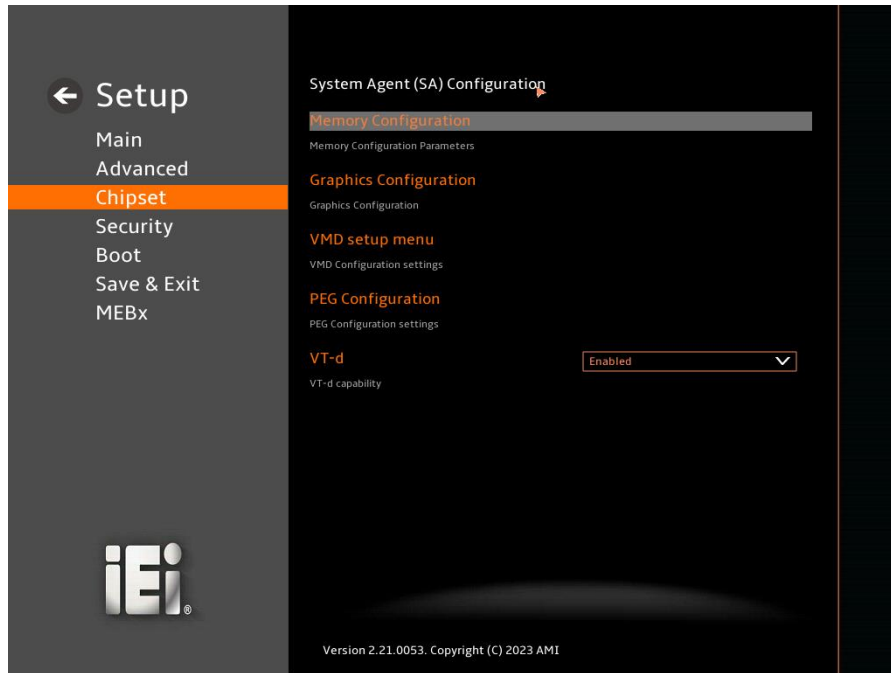 Setup
Main
Advanced
Chipset
Security
Boot
Save & Exit
MEBx
iEi®
System Agent (SA) Configuration
Memory Configuration
Memory Configuration Parameters
Graphics Configuration
Graphics Configuration
VMD setup menu
VMD Configuration settings
PEG Configuration
PEG Configuration settings
VT-d Enabled
VT-d capability
Version 2.21.0053. Copyright (C) 2023 AMI